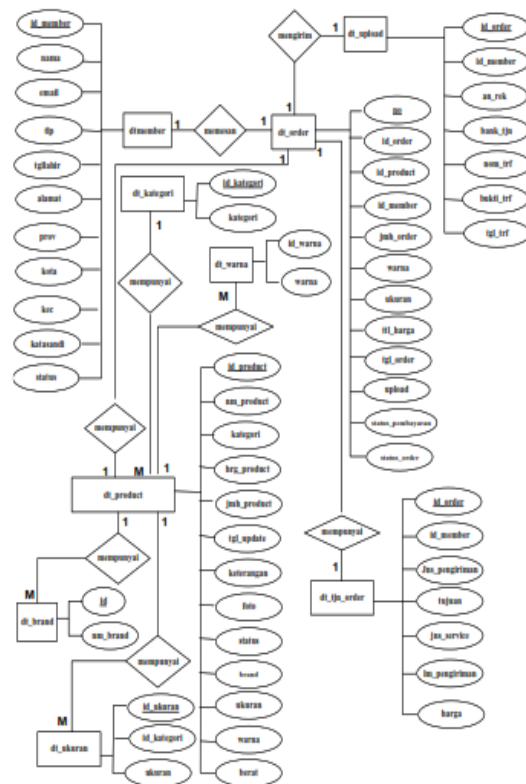 id_member
nama
email
tlp
tgllahir
alamat
prov
kota
kec
katasandi
status
dtmember
1
memesan
1
dt_order
1
mengirim
1
dt_upload
id_order
id_member
an_rek
bank_tjn
nom_trf
bukti_trf
tgl_trf
no
id_order
id_product
id_member
jmh_order
warna
ukuran
ttl_harga
tgl_order
upload
status_pembayaran
status_order
1
1
dt_kategori
id_kategori
kategori
1
mempunyai
M
dt_warna
id_warna
warna
M
mempunyai
1
mempunyai
1
dt_product
id_product
nm_product
kategori
hrg_product
jmh_product
tgl_update
keterangan
foto
status
brand
ukuran
warna
berat
1
mempunyai
M
dt_brand
id
nm_brand
1
mempunyai
M
dt_ukuran
id_ukuran
id_kategori
ukuran
mempunyai
1
dt_tjn_order
id_order
id_member
Jns_pengiriman
tujuan
jns_service
lm_pengiriman
harga